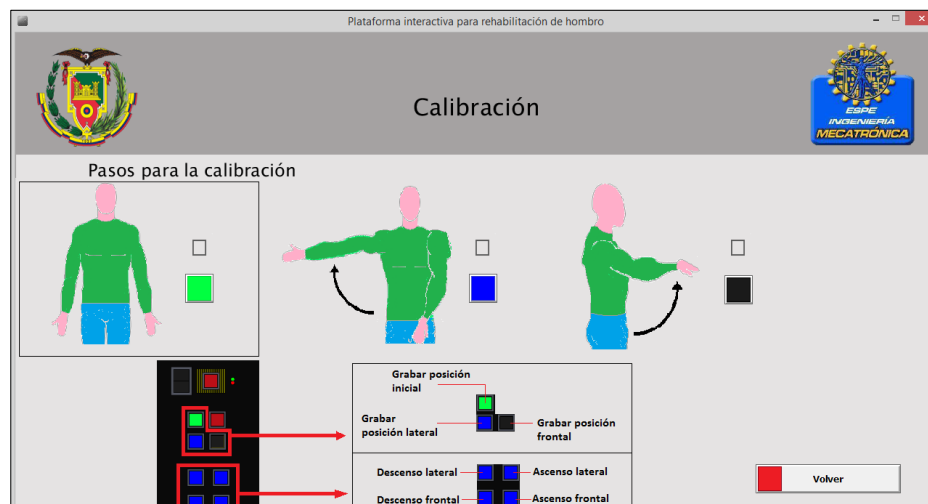 Plataforma interactiva para rehabilitación de hombro
Calibración
ESPE
INGENIERÍA
MECATRÓNICA
Pasos para la calibración
Grabar posición
inicial
Grabar
posición lateral
Grabar posición
frontal
Descenso lateral
Ascenso lateral
Descenso frontal
Ascenso frontal
Volver